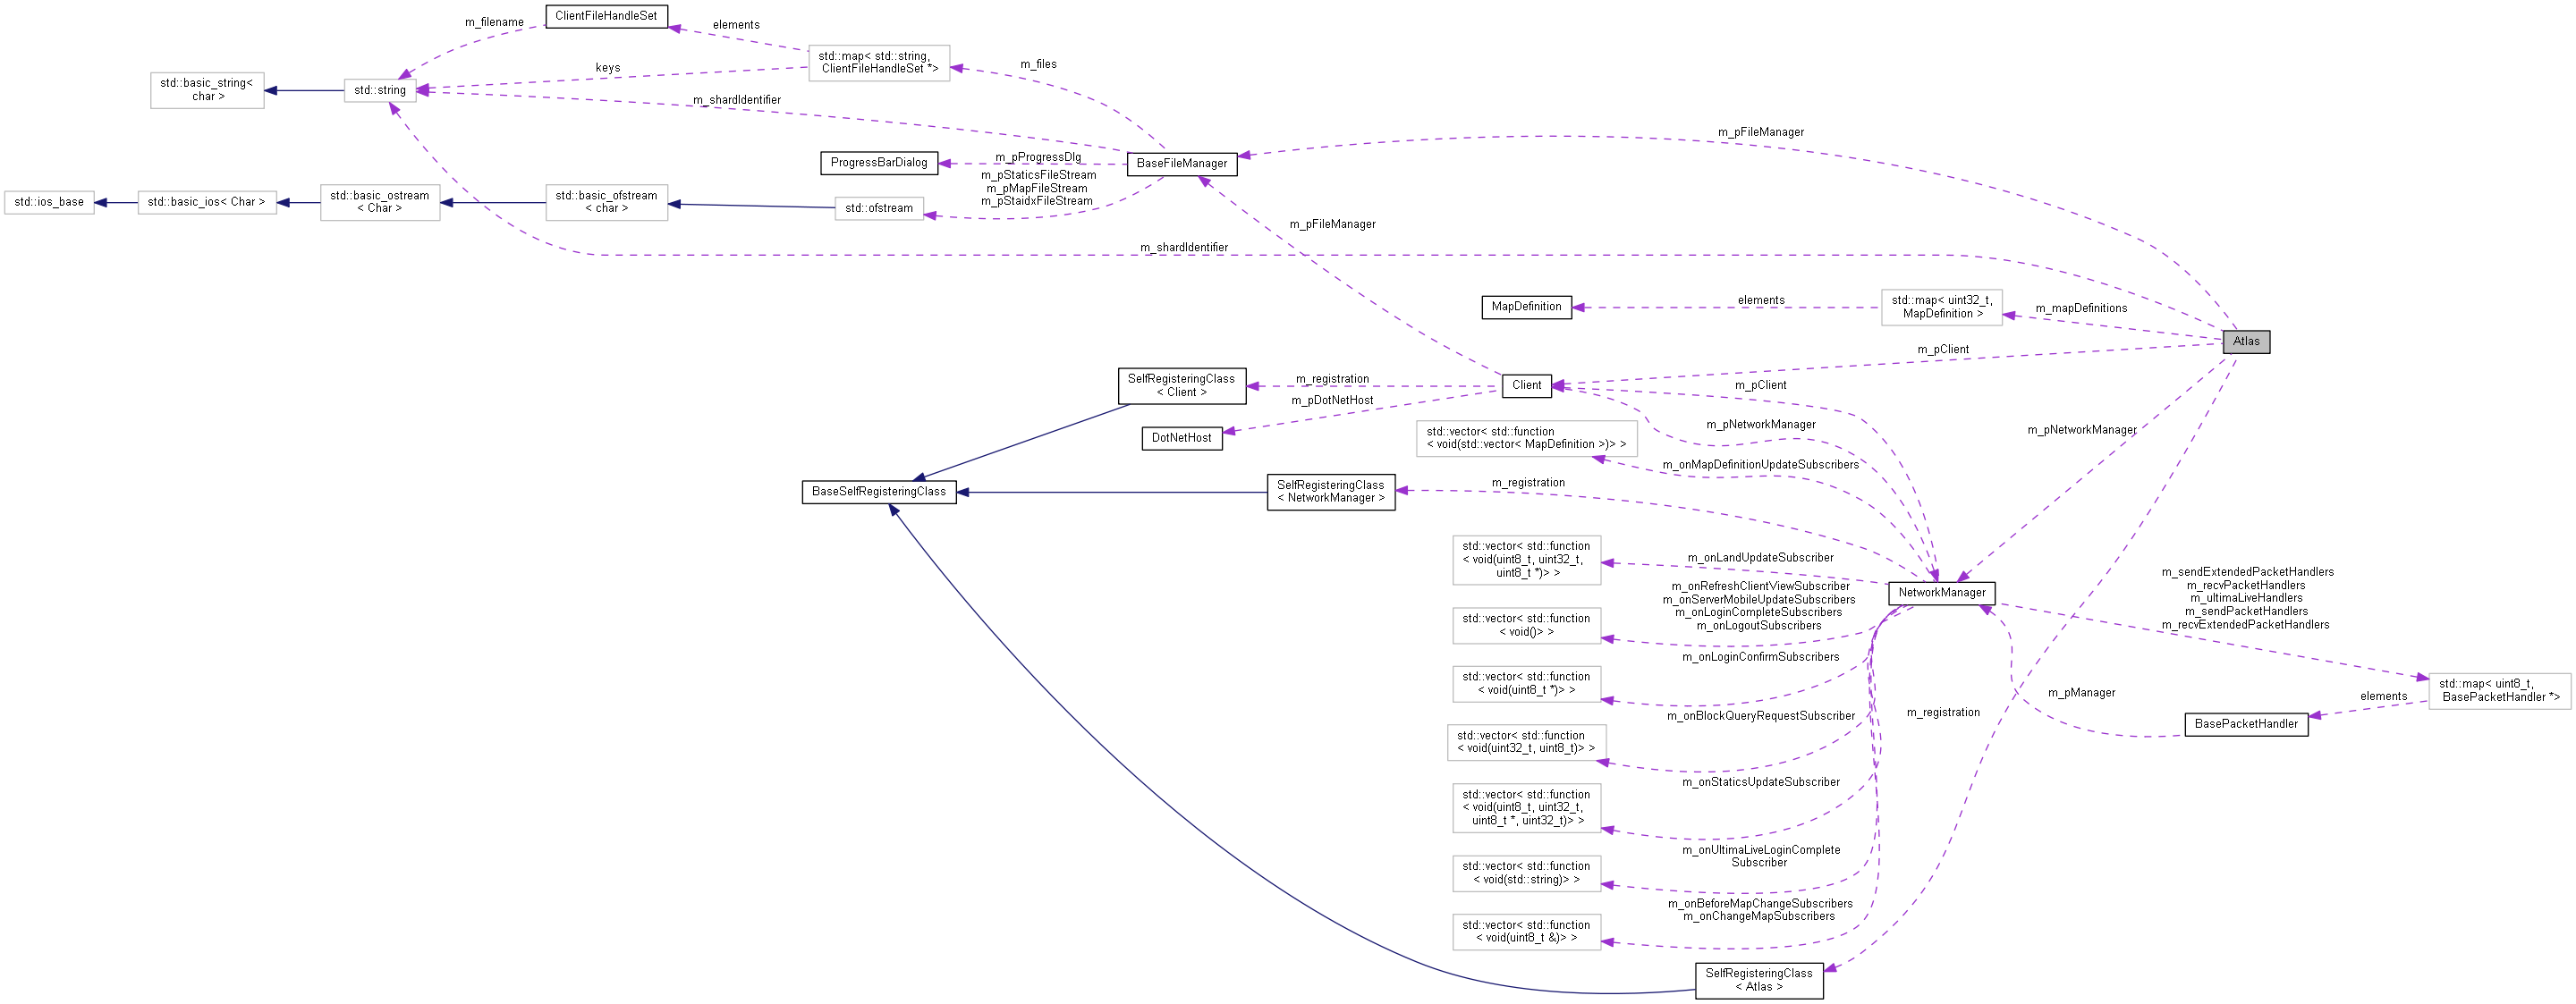 ClientFileHandleSet
m_filename
elements
std::map< std::string,
ClientFileHandleSet *>
keys
m_files
std::basic_string<
char >
std::string
m_shardIdentifier
m_pFileManager
ProgressBarDialog
m_pProgressDlg
BaseFileManager
m_pStaticsFileStream
m_pMapFileStream
m_pStaidxFileStream
std::ios_base
std::basic_ios< Char >
std::basic_ostream
< Char >
std::basic_ofstream
< char >
std::ofstream
m_pFileManager
m_shardIdentifier
MapDefinition
elements
std::map< uint32_t,
MapDefinition >
m_mapDefinitions
Atlas
m_pClient
SelfRegisteringClass
< Client >
m_registration
Client
m_pClient
m_pDotNetHost
DotNetHost
std::vector< std::function
< void(std::vector< MapDefinition >)> >
m_pNetworkManager
m_pNetworkManager
m_onMapDefinitionUpdateSubscribers
BaseSelfRegisteringClass
SelfRegisteringClass
< NetworkManager >
m_registration
std::vector< std::function
< void(uint8_t, uint32_t,
uint8_t *)> >
m_onLandUpdateSubscriber
m_onRefreshClientViewSubscriber
m_onServerMobileUpdateSubscribers
m_onLoginCompleteSubscribers
m_onLogoutSubscribers
NetworkManager
m_sendExtendedPacketHandlers
m_recvPacketHandlers
m_ultimaLiveHandlers
m_sendPacketHandlers
m_recvExtendedPacketHandlers
std::vector< std::function
< void()> >
m_onLoginConfirmSubscribers
std::vector< std::function
< void(uint8_t *)> >
std::map< uint8_t,
BasePacketHandler *>
elements
m_pManager
BasePacketHandler
m_registration
m_onBlockQueryRequestSubscriber
std::vector< std::function
< void(uint32_t, uint8_t)> >
m_onStaticsUpdateSubscriber
std::vector< std::function
< void(uint8_t, uint32_t,
uint8_t *, uint32_t)> >
m_onUltimaLiveLoginComplete
Subscriber
std::vector< std::function
< void(std::string)> >
m_onBeforeMapChangeSubscribers
m_onChangeMapSubscribers
std::vector< std::function
< void(uint8_t &)> >
SelfRegisteringClass
< Atlas >